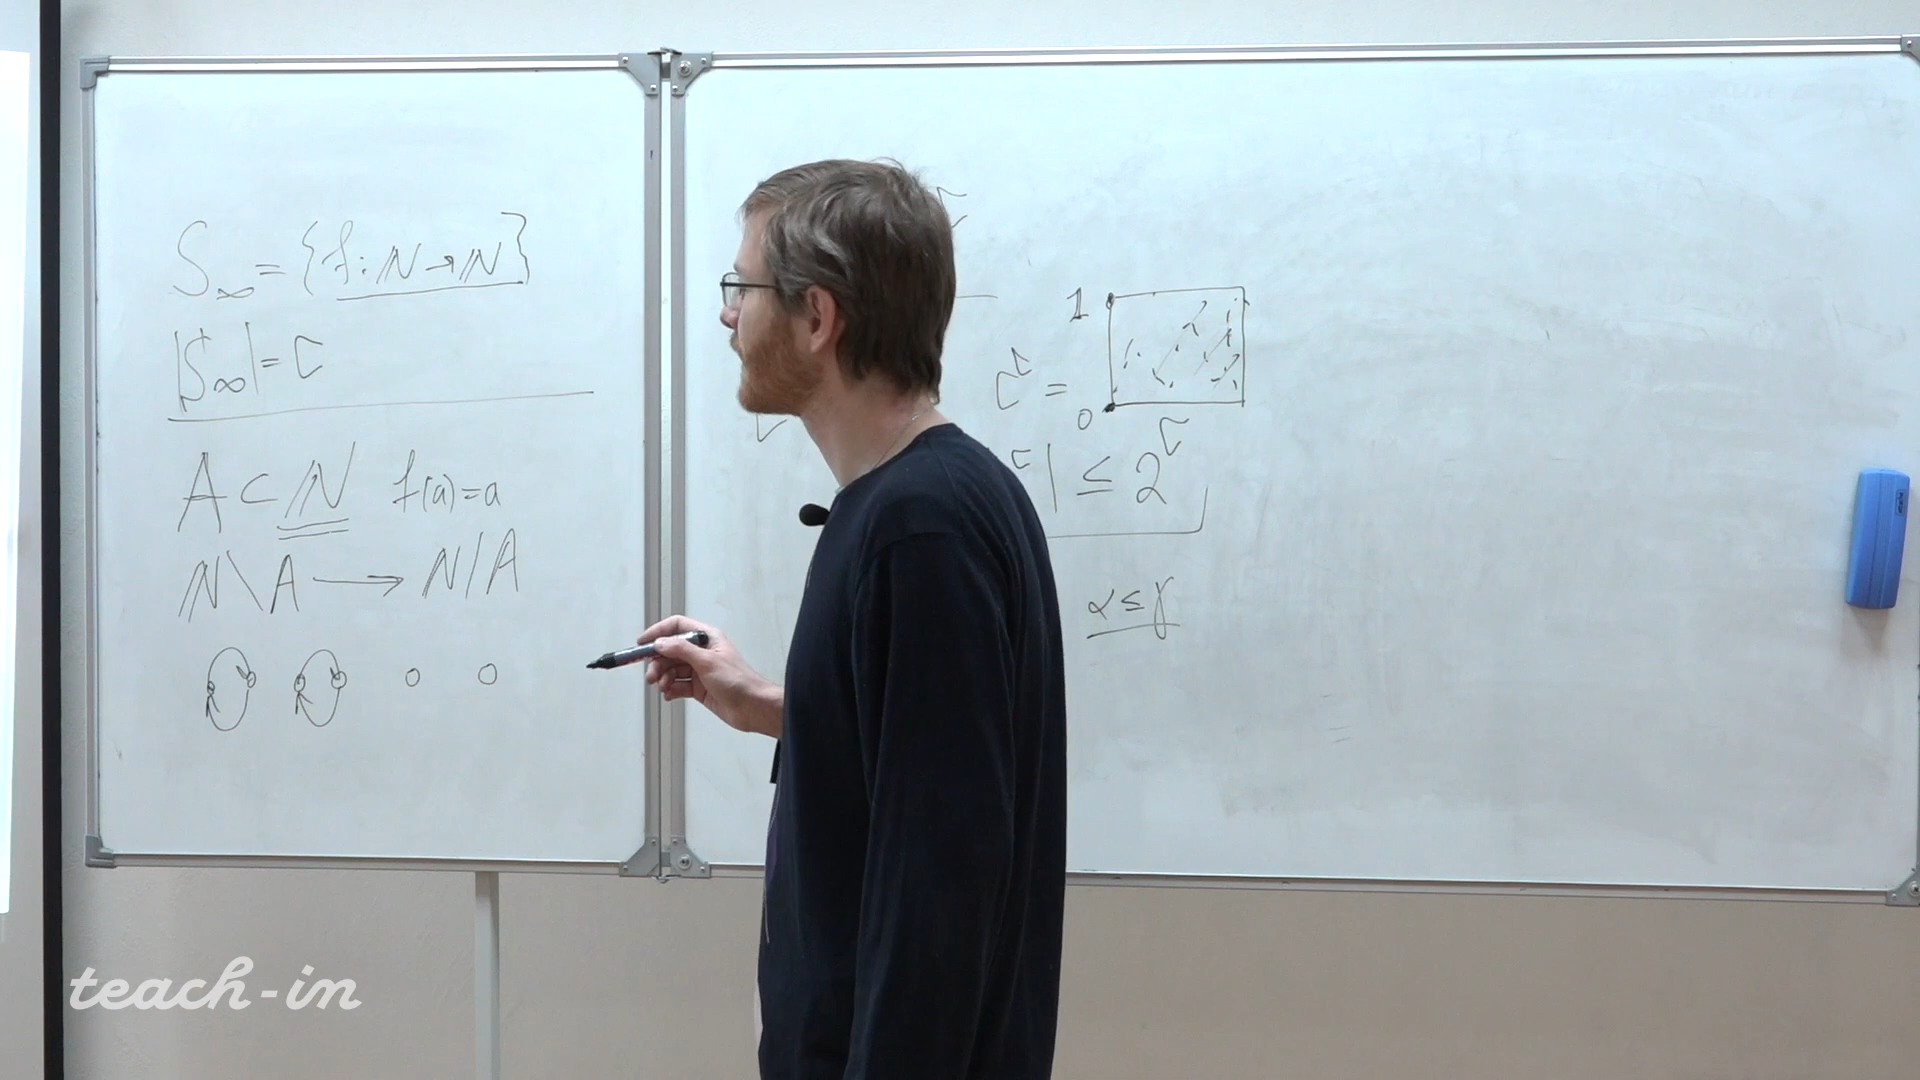 S∞ = {f: ℕ → ℕ}
|S∞| = C
A ⊂ ℕ f(a)=a
ℕ\A → ℕ/A
1
C^C =
0
| ≤ 2^C
α ≤ γ
teach-in